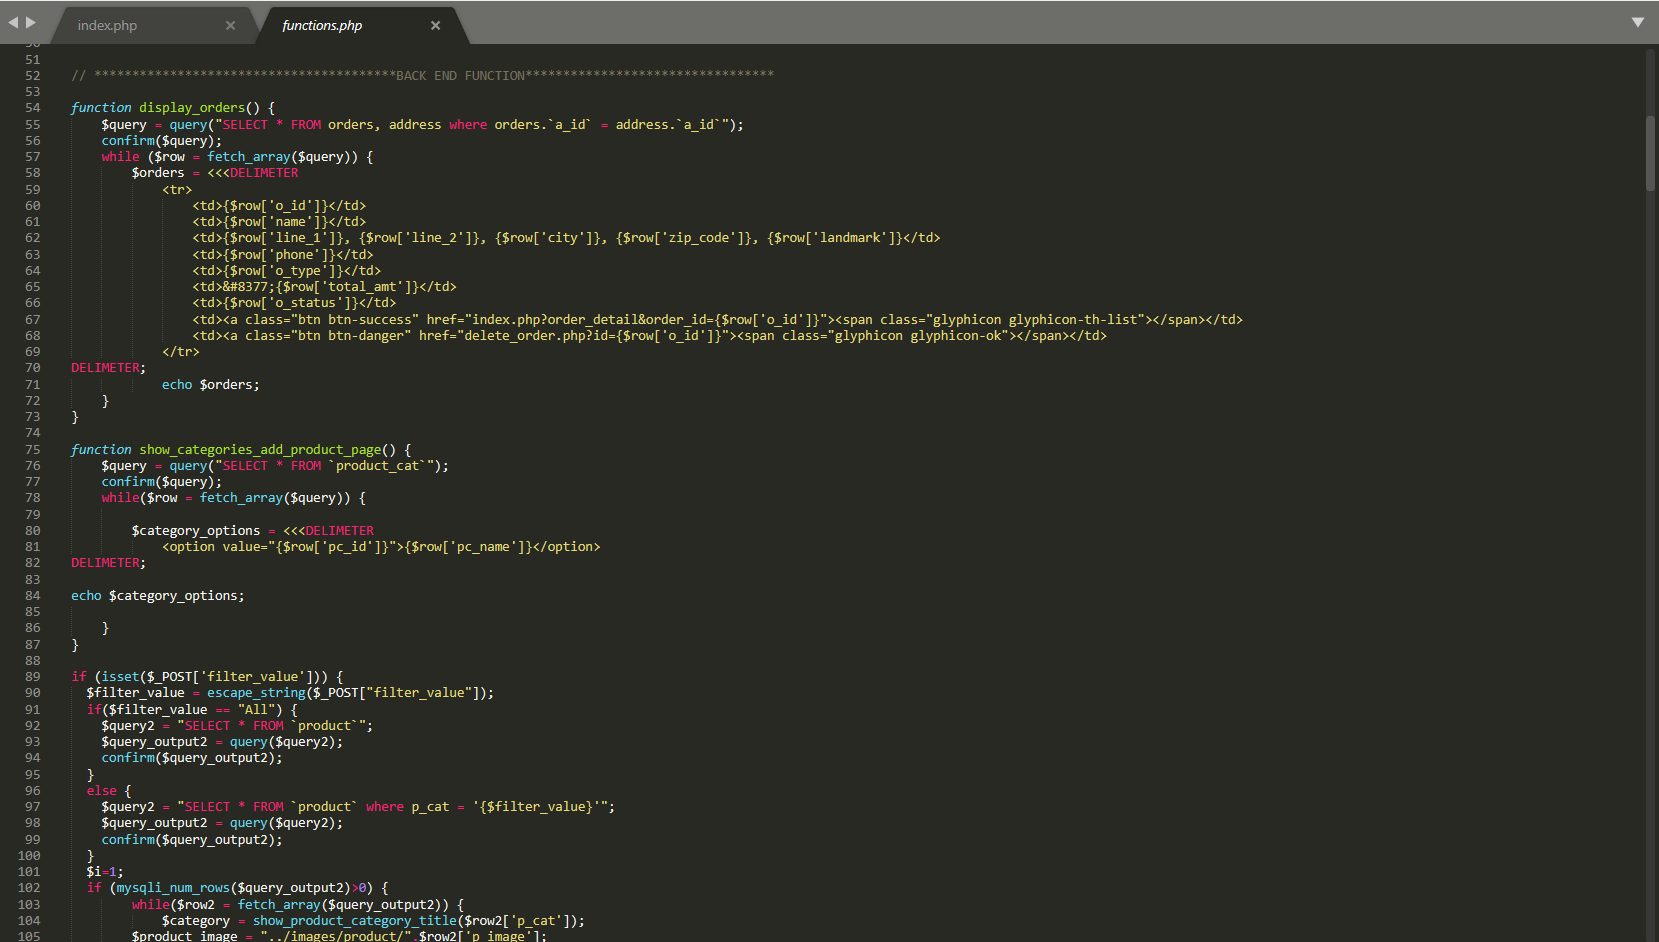 index.php × functions.php ×
51
52 // ****************************************BACK END FUNCTION*********************************
53
54 function display_orders() {
55 $query = query("SELECT * FROM orders, address where orders.`a_id` = address.`a_id`");
56 confirm($query);
57 while ($row = fetch_array($query)) {
58 $orders = <<<DELIMETER
59 <tr>
60 <td>{$row['o_id']}</td>
61 <td>{$row['name']}</td>
62 <td>{$row['line_1']}, {$row['line_2']}, {$row['city']}, {$row['zip_code']}, {$row['landmark']}</td>
63 <td>{$row['phone']}</td>
64 <td>{$row['o_type']}</td>
65 <td>&#8377;{$row['total_amt']}</td>
66 <td>{$row['o_status']}</td>
67 <td><a class="btn btn-success" href="index.php?order_detail&order_id={$row['o_id']}"><span class="glyphicon glyphicon-th-list"></span></td>
68 <td><a class="btn btn-danger" href="delete_order.php?id={$row['o_id']}"><span class="glyphicon glyphicon-ok"></span></td>
69 </tr>
70 DELIMETER;
71 echo $orders;
72 }
73 }
74
75 function show_categories_add_product_page() {
76 $query = query("SELECT * FROM `product_cat`");
77 confirm($query);
78 while($row = fetch_array($query)) {
79
80 $category_options = <<<DELIMETER
81 <option value="{$row['pc_id']}">{$row['pc_name']}</option>
82 DELIMETER;
83
84 echo $category_options;
85
86 }
87 }
88
89 if (isset($_POST['filter_value'])) {
90 $filter_value = escape_string($_POST["filter_value"]);
91 if($filter_value == "All") {
92 $query2 = "SELECT * FROM `product`";
93 $query_output2 = query($query2);
94 confirm($query_output2);
95 }
96 else {
97 $query2 = "SELECT * FROM `product` where p_cat = '{$filter_value}'";
98 $query_output2 = query($query2);
99 confirm($query_output2);
100 }
101 $i=1;
102 if (mysqli_num_rows($query_output2)>0) {
103 while($row2 = fetch_array($query_output2)) {
104 $category = show_product_category_title($row2['p_cat']);
105 $product_image = "../images/product/".$row2['p_image'];